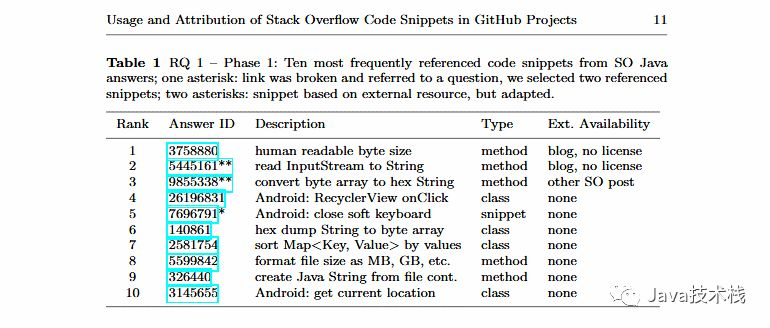 Usage and Attribution of Stack Overflow Code Snippets in GitHub Projects 11
Table 1 RQ 1 – Phase 1: Ten most frequently referenced code snippets from SO Java
answers; one asterisk: link was broken and referred to a question, we selected two referenced
snippets; two asterisks: snippet based on external resource, but adapted.
Rank Answer ID Description Type Ext. Availability
1 3758880 human readable byte size method blog, no license
2 5445161** read InputStream to String method blog, no license
3 9855338** convert byte array to hex String method other SO post
4 26196831 Android: RecyclerView onClick class none
5 7696791* Android: close soft keyboard snippet none
6 140861 hex dump String to byte array class none
7 2581754 sort Map<Key, Value> by values class none
8 5599842 format file size as MB, GB, etc. method none
9 326440 create Java String from file cont. method none
10 3145655 Android: get current location class none
Java技术栈